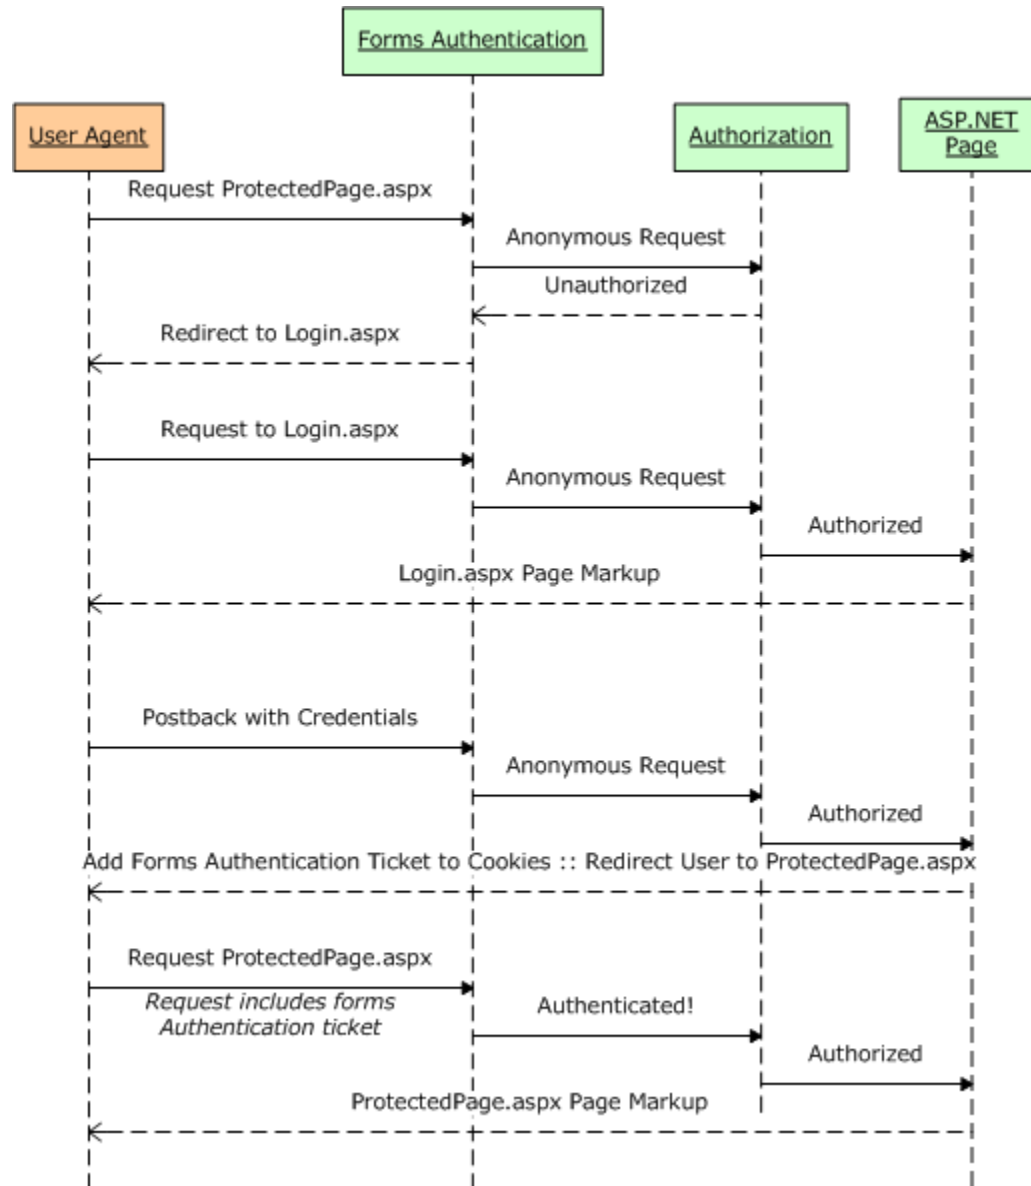 Forms Authentication
User Agent
Authorization
ASP.NET
Page
Request ProtectedPage.aspx
Anonymous Request
Unauthorized
Redirect to Login.aspx
Request to Login.aspx
Anonymous Request
Authorized
Login.aspx Page Markup
Postback with Credentials
Anonymous Request
Authorized
Add Forms Authentication Ticket to Cookies :: Redirect User to ProtectedPage.aspx
Request ProtectedPage.aspx
Request includes forms
Authentication ticket
Authenticated!
Authorized
ProtectedPage.aspx Page Markup